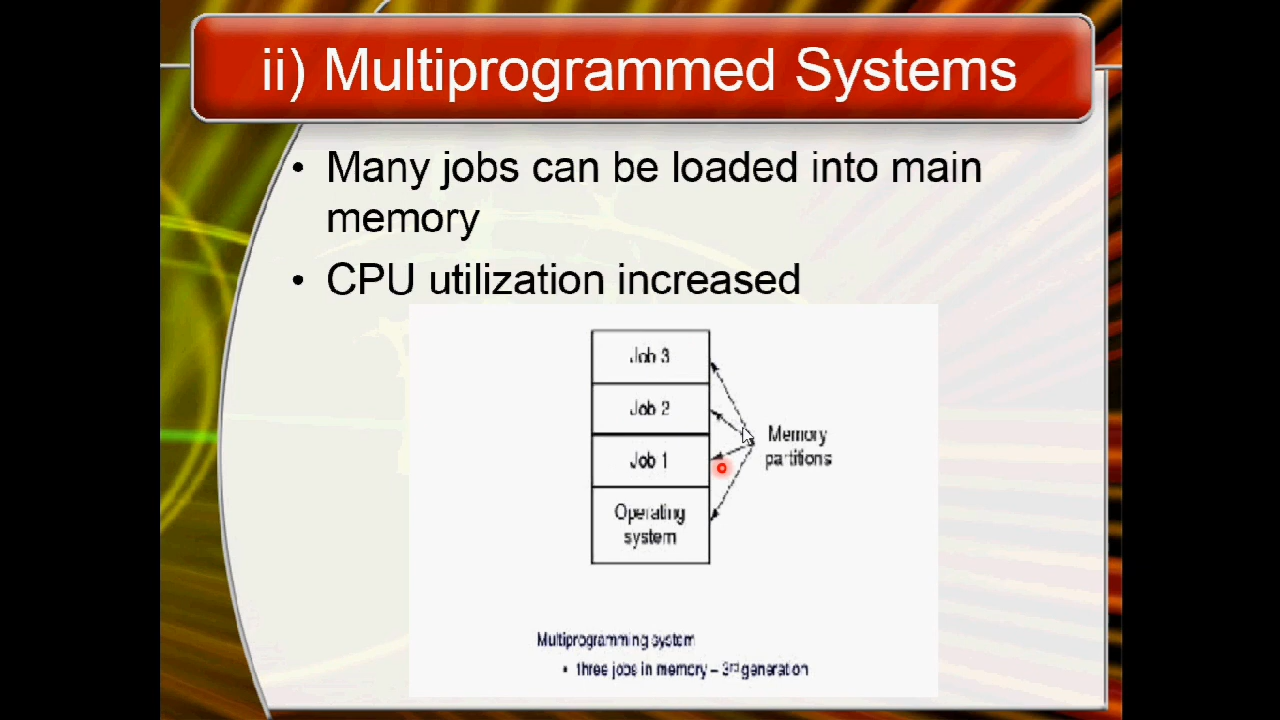 ii) Multiprogrammed Systems
• Many jobs can be loaded into main
memory
• CPU utilization increased
Job 3
Job 2
Job 1
Operating
system
Memory
partitions
Multiprogramming system
• three jobs in memory – 3rd generation